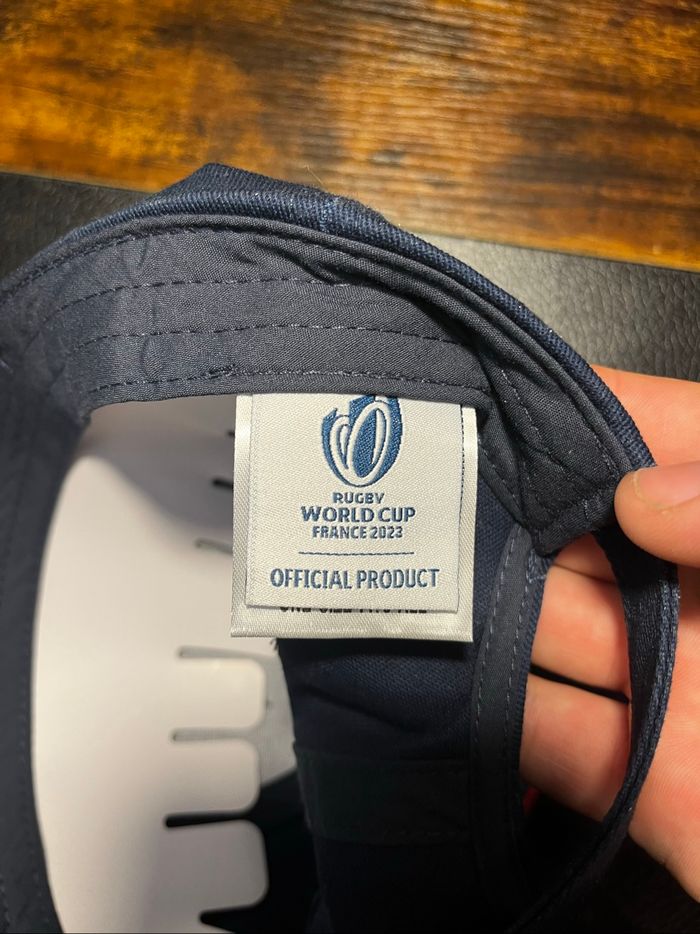 RUGBY
WORLD CUP
FRANCE 2023
OFFICIAL PRODUCT